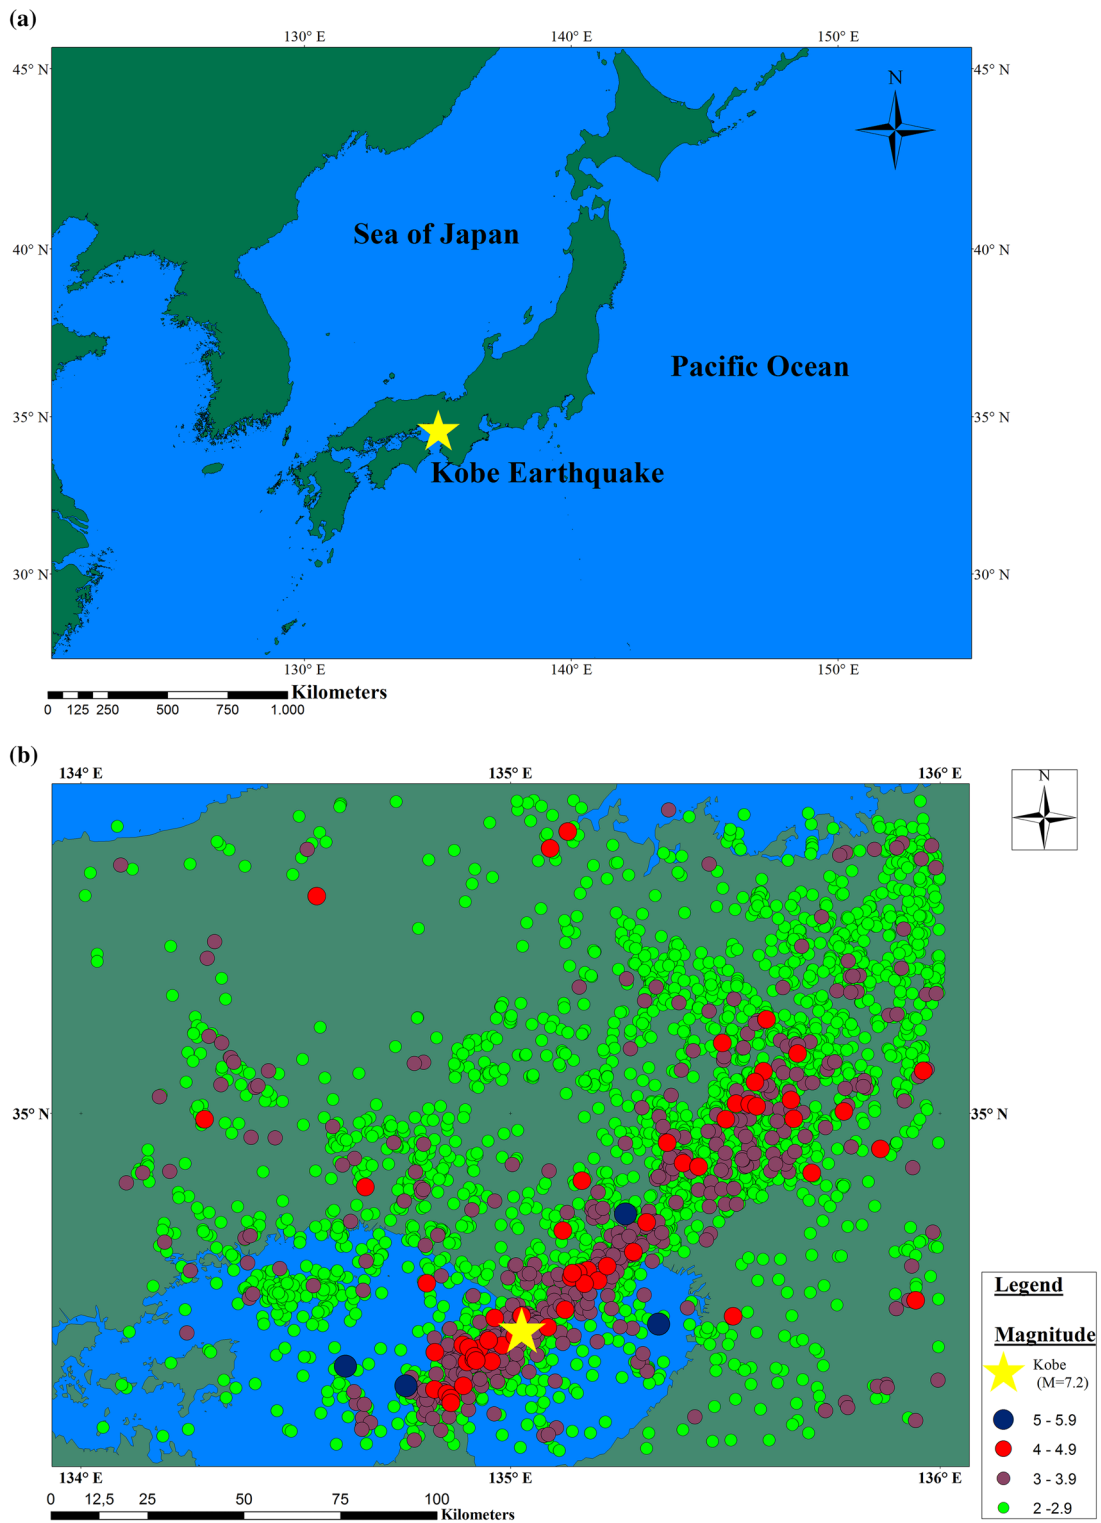 (a)
130° E 140° E 150° E
45° N 45° N
N
Sea of Japan
40° N 40° N
Pacific Ocean
35° N 35° N
Kobe Earthquake
30° N 30° N
130° E 140° E 150° E
Kilometers
0 125 250 500 750 1.000
(b)
134° E 135° E 136° E
N
35° N 35° N
Legend
Magnitude
Kobe
(M=7.2)
5 - 5.9
4 - 4.9
3 - 3.9
2 -2.9
134° E 135° E 136° E
0 12,5 25 50 75 100
Kilometers